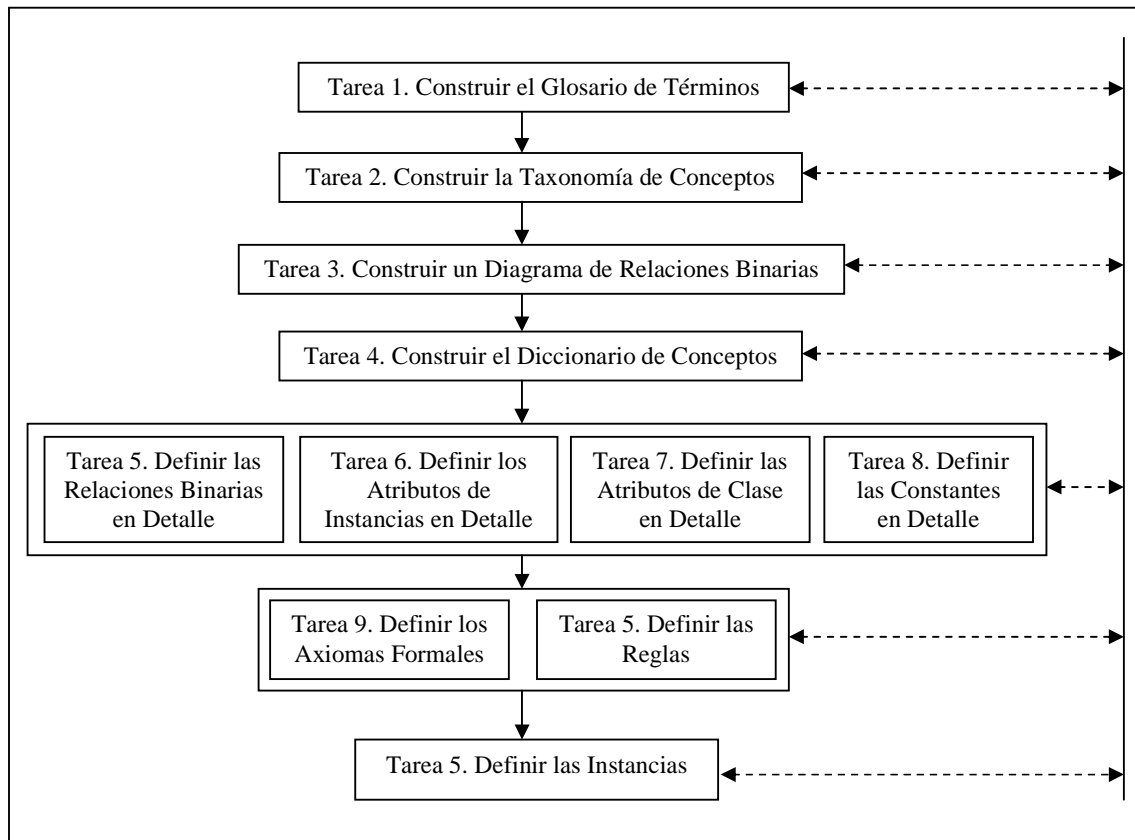 Tarea 1. Construir el Glosario de Términos
Tarea 2. Construir la Taxonomía de Conceptos
Tarea 3. Construir un Diagrama de Relaciones Binarias
Tarea 4. Construir el Diccionario de Conceptos
Tarea 5. Definir las
Relaciones Binarias
en Detalle
Tarea 6. Definir los
Atributos de
Instancias en Detalle
Tarea 7. Definir las
Atributos de Clase
en Detalle
Tarea 8. Definir
las Constantes
en Detalle
Tarea 9. Definir los
Axiomas Formales
Tarea 5. Definir las
Reglas
Tarea 5. Definir las Instancias